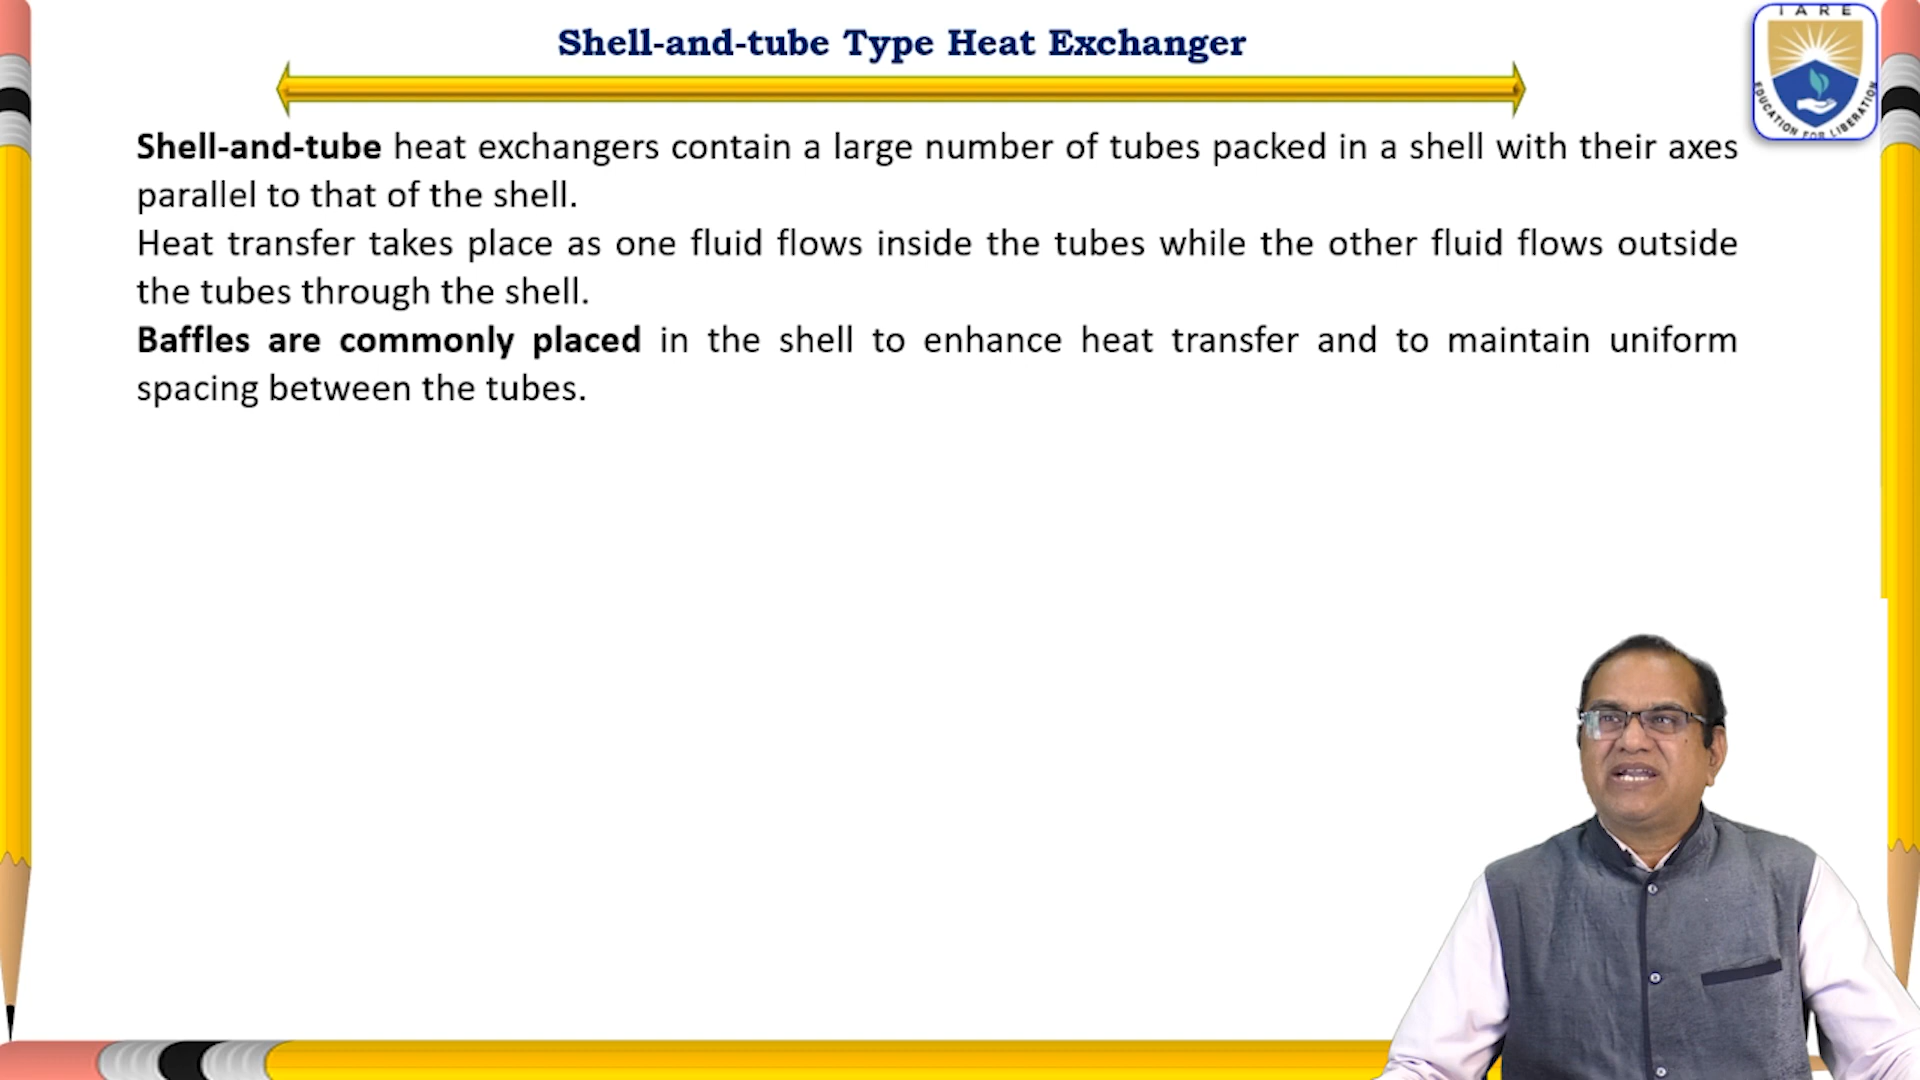 Shell-and-tube Type Heat Exchanger
IARE
EDUCATION FOR LIBERATION
Shell-and-tube heat exchangers contain a large number of tubes packed in a shell with their axes
parallel to that of the shell.
Heat transfer takes place as one fluid flows inside the tubes while the other fluid flows outside
the tubes through the shell.
Baffles are commonly placed in the shell to enhance heat transfer and to maintain uniform
spacing between the tubes.